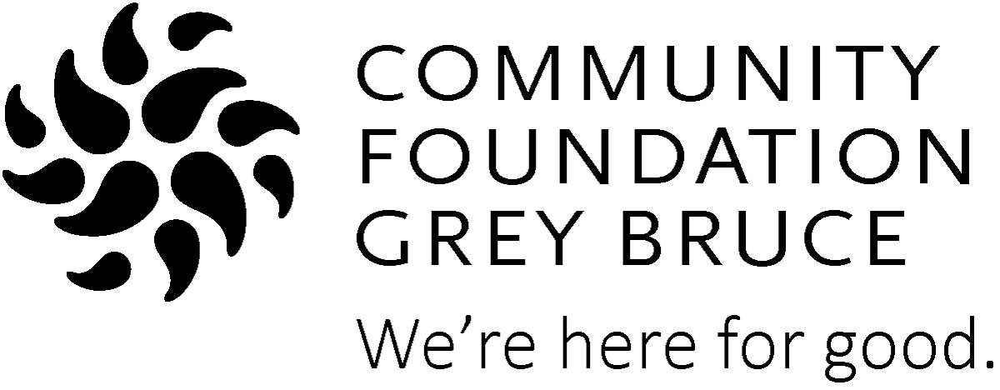 COMMUNITY
FOUNDATION
GREY BRUCE
We’re here for good.